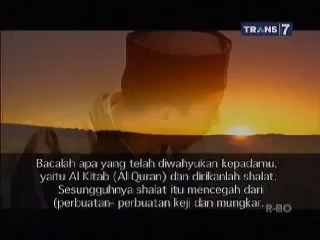 TRANS 7
Bacalah apa yang telah diwahyukan kepadamu,
yaitu Al Kitab (Al Quran) dan dirikanlah shalat.
Sesungguhnya shalat itu mencegah dari
(perbuatan- perbuatan keji dan mungkar.
R-BO